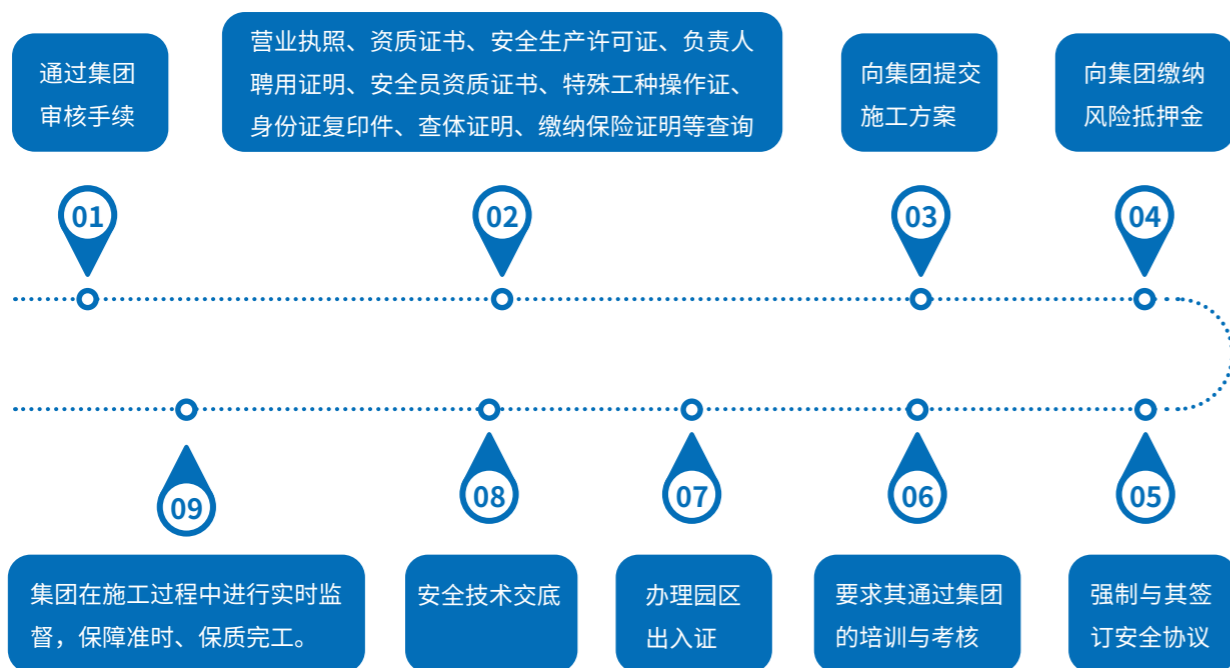 通过集团
审核手续
营业执照、资质证书、安全生产许可证、负责人
聘用证明、安全员资质证书、特殊工种操作证、
身份证复印件、查体证明、缴纳保险证明等查询
向集团提交
施工方案
向集团缴纳
风险抵押金
01
02
03
04
09
08
07
06
05
集团在施工过程中进行实时监
督，保障准时、保质完工。
安全技术交底
办理园区
出入证
要求其通过集团
的培训与考核
强制与其签
订安全协议